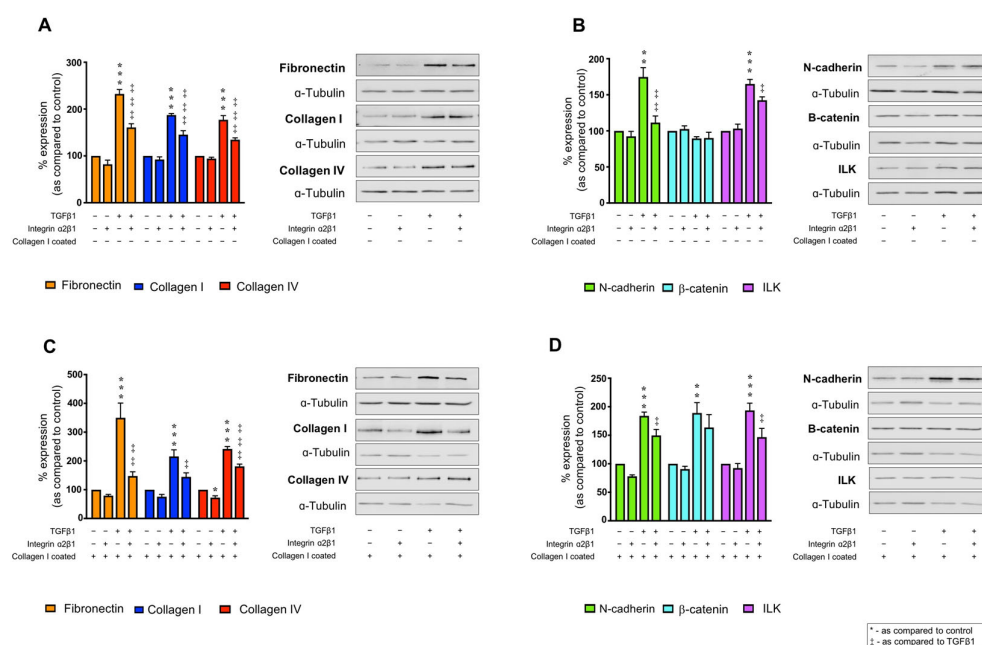 A
% expression
(as compared to control)
300
200
100
0
*** ‡‡‡‡ *** ‡‡‡‡ *** ‡‡‡‡
TGFβ1 – – + + – – + + – – + +
Integrin α2β1 – + – + – + – + – + – +
Collagen I coated – – – – – – – – – – – –
Fibronectin
α-Tubulin
Collagen I
α-Tubulin
Collagen IV
α-Tubulin
TGFβ1 – – + +
Integrin α2β1 – + – +
Collagen I coated – – – –
Fibronectin Collagen I Collagen IV
B
% expression
(as compared to control)
200
150
100
50
0
** ‡‡‡ *** ‡
TGFβ1 – – + + – – + + – – + +
Integrin α2β1 – + – + – + – + – + – +
Collagen I coated – – – – – – – – – – – –
N-cadherin
α-Tubulin
B-catenin
α-Tubulin
ILK
α-Tubulin
TGFβ1 – – + +
Integrin α2β1 – + – +
Collagen I coated – – – –
N-cadherin β-catenin ILK
C
% expression
(as compared to control)
500
400
300
200
100
0
*** ‡‡ *** ‡ * *** ‡‡‡‡
TGFβ1 – – + + – – + + – – + +
Integrin α2β1 – + – + – + – + – + – +
Collagen I coated + + + + + + + + + + + +
Fibronectin
α-Tubulin
Collagen I
α-Tubulin
Collagen IV
α-Tubulin
TGFβ1 – – + +
Integrin α2β1 – + – +
Collagen I coated + + + +
Fibronectin Collagen I Collagen IV
D
% expression
(as compared to control)
250
200
150
100
50
0
**** ‡‡ ** *** ‡‡
TGFβ1 – – + + – – + + – – + +
Integrin α2β1 – + – + – + – + – + – +
Collagen I coated + + + + + + + + + + + +
N-cadherin
α-Tubulin
B-catenin
α-Tubulin
ILK
α-Tubulin
TGFβ1 – – + +
Integrin α2β1 – + – +
Collagen I coated + + + +
N-cadherin β-catenin ILK
* - as compared to control
‡ - as compared to TGFβ1